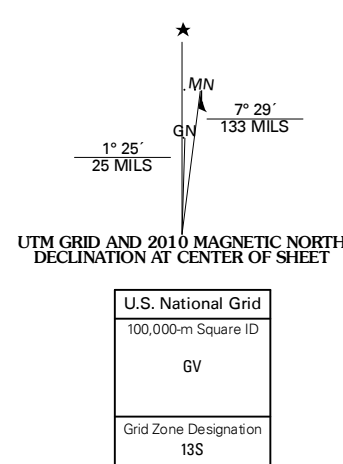 ★
MN
7° 29´
133 MILS
GN
1° 25´
25 MILS
UTM GRID AND 2010 MAGNETIC NORTH
DECLINATION AT CENTER OF SHEET
U.S. National Grid
100,000-m Square ID
GV
Grid Zone Designation
13S